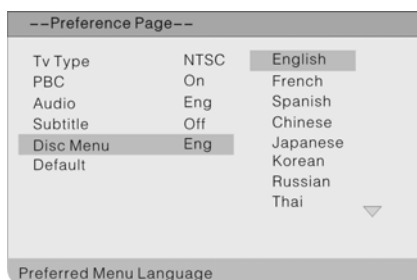 --Preference Page--
Tv Type NTSC English
PBC On French
Audio Eng Spanish
Subtitle Off Chinese
Disc Menu Eng Japanese
Default Korean
Russian
Thai
Preferred Menu Language